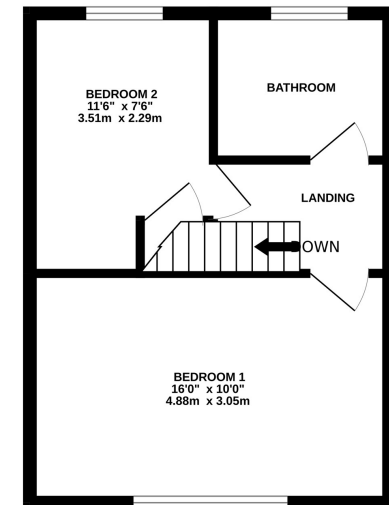 BEDROOM 2
11'6" x 7'6"
3.51m x 2.29m
BATHROOM
LANDING
DOWN
BEDROOM 1
16'0" x 10'0"
4.88m x 3.05m